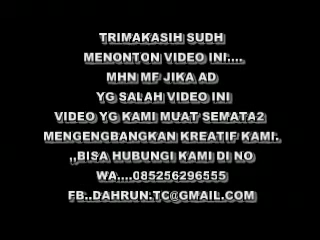 TRIMAKASIH SUDH
MENONTON VIDEO INI....
MHN MF JIKA AD
YG SALAH VIDEO INI
VIDEO YG KAMI MUAT SEMATA2
MENGENGBANGKAN KREATIF KAMI.
,,BISA HUBUNGI KAMI DI NO
WA....085256296555
FB..DAHRUN.TC@GMAIL.COM